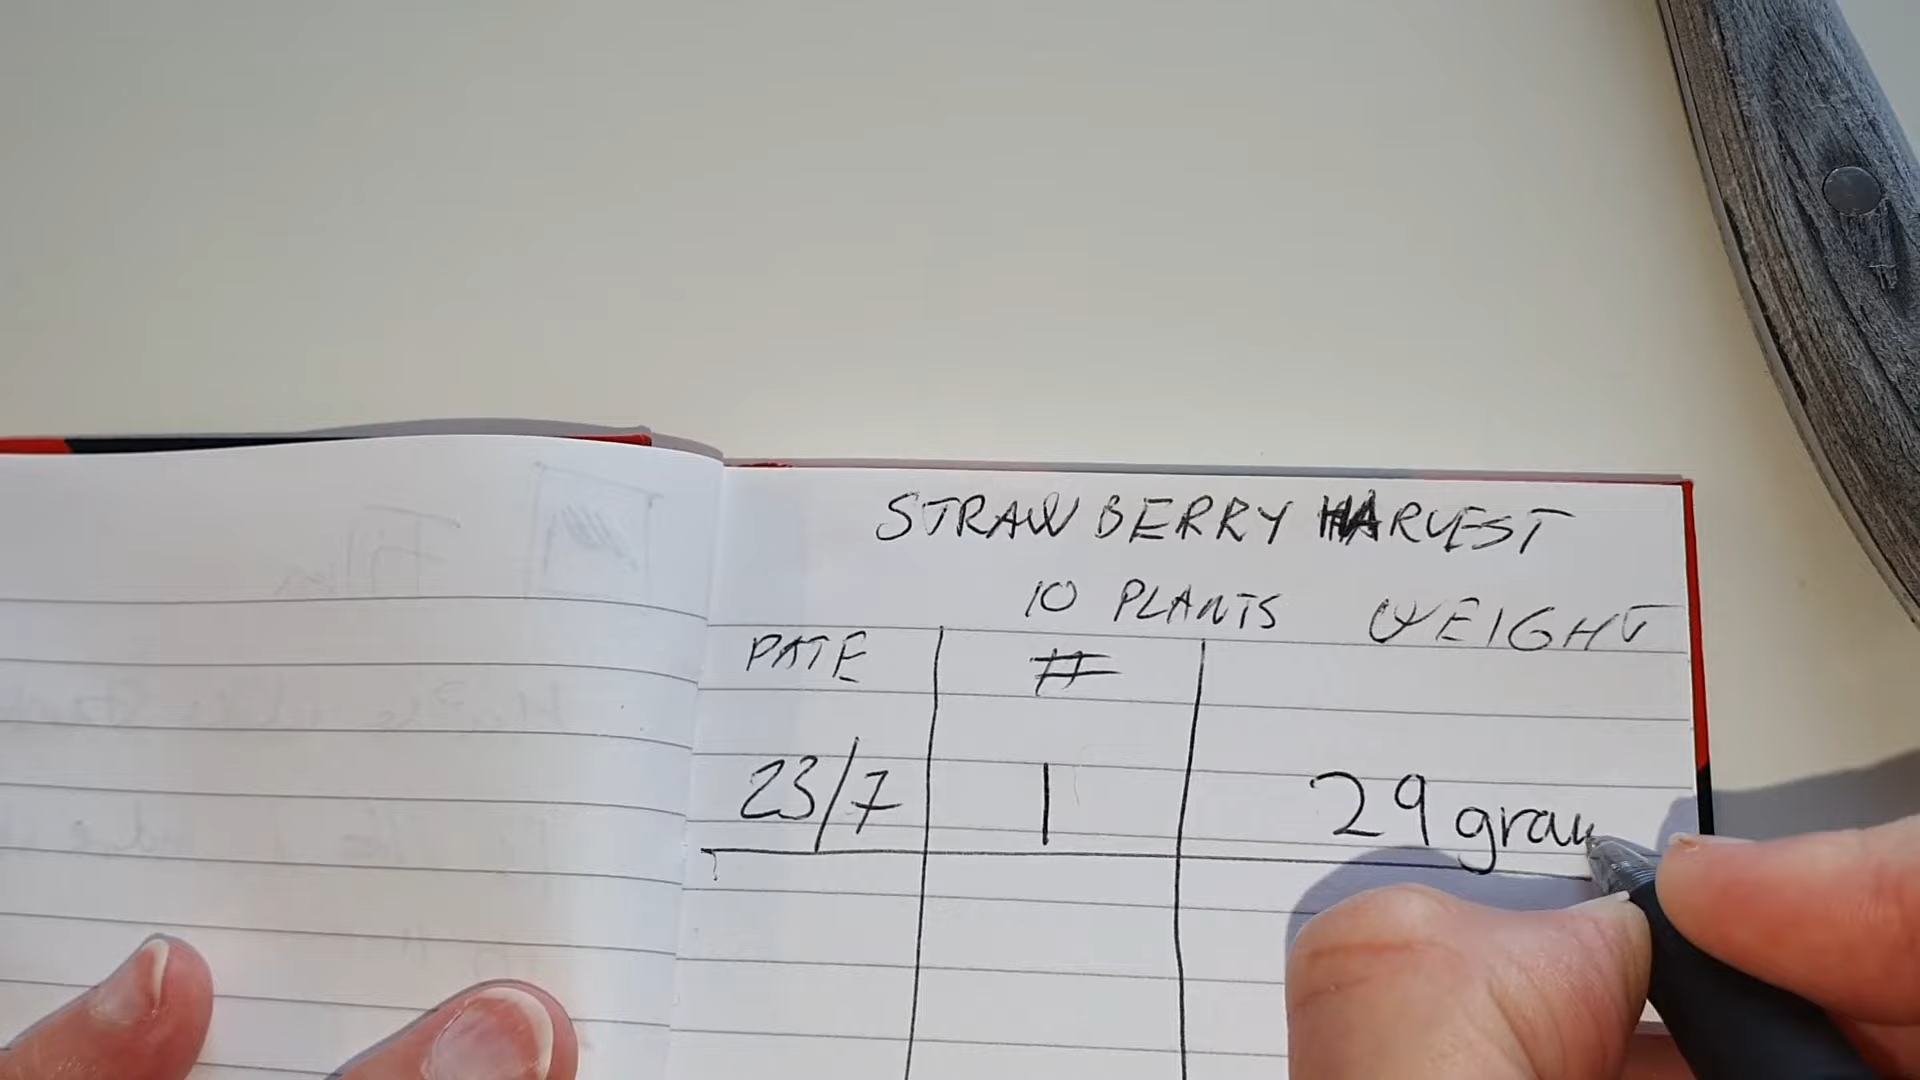 STRAWBERRY HARVEST
10 PLANTS WEIGHT
DATE #
23/7 1 29 gram